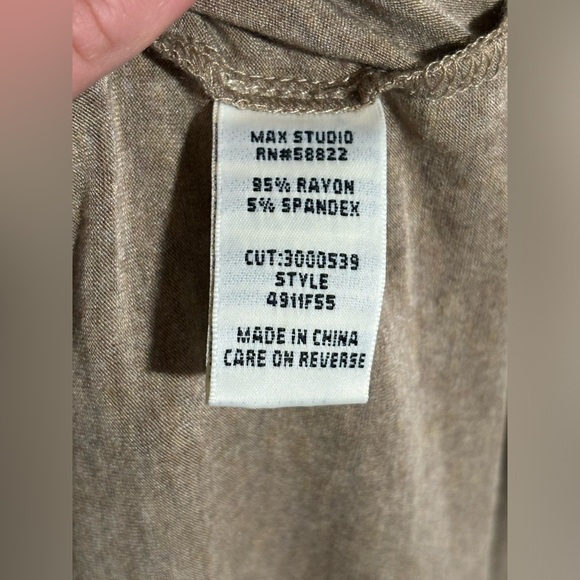 MAX STUDIO
RN#58822
95% RAYON
5% SPANDEX
CUT:3000539
STYLE
4911F55
MADE IN CHINA
CARE ON REVERSE